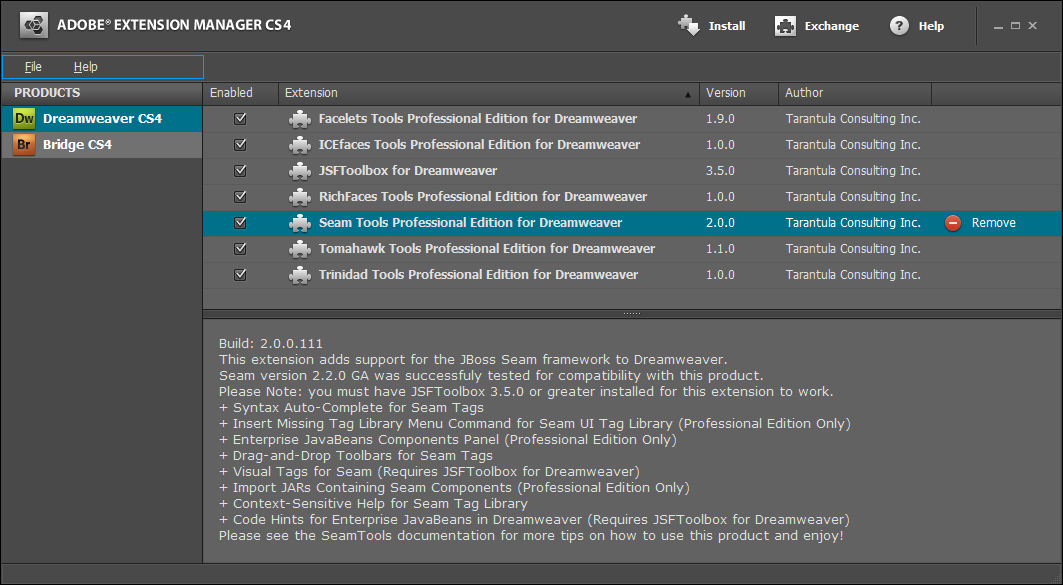 ADOBE® EXTENSION MANAGER CS4
Install
Exchange
? Help
File Help
PRODUCTS
Dw Dreamweaver CS4
Br Bridge CS4
Enabled Extension Version Author
Facelets Tools Professional Edition for Dreamweaver 1.9.0 Tarantula Consulting Inc.
ICEfaces Tools Professional Edition for Dreamweaver 1.0.0 Tarantula Consulting Inc.
JSFToolbox for Dreamweaver 3.5.0 Tarantula Consulting Inc.
RichFaces Tools Professional Edition for Dreamweaver 1.0.0 Tarantula Consulting Inc.
Seam Tools Professional Edition for Dreamweaver 2.0.0 Tarantula Consulting Inc. Remove
Tomahawk Tools Professional Edition for Dreamweaver 1.1.0 Tarantula Consulting Inc.
Trinidad Tools Professional Edition for Dreamweaver 1.0.0 Tarantula Consulting Inc.
Build: 2.0.0.111
This extension adds support for the JBoss Seam framework to Dreamweaver.
Seam version 2.2.0 GA was successfuly tested for compatibility with this product.
Please Note: you must have JSFToolbox 3.5.0 or greater installed for this extension to work.
+ Syntax Auto-Complete for Seam Tags
+ Insert Missing Tag Library Menu Command for Seam UI Tag Library (Professional Edition Only)
+ Enterprise JavaBeans Components Panel (Professional Edition Only)
+ Drag-and-Drop Toolbars for Seam Tags
+ Visual Tags for Seam (Requires JSFToolbox for Dreamweaver)
+ Import JARs Containing Seam Components (Professional Edition Only)
+ Context-Sensitive Help for Seam Tag Library
+ Code Hints for Enterprise JavaBeans in Dreamweaver (Requires JSFToolbox for Dreamweaver)
Please see the SeamTools documentation for more tips on how to use this product and enjoy!